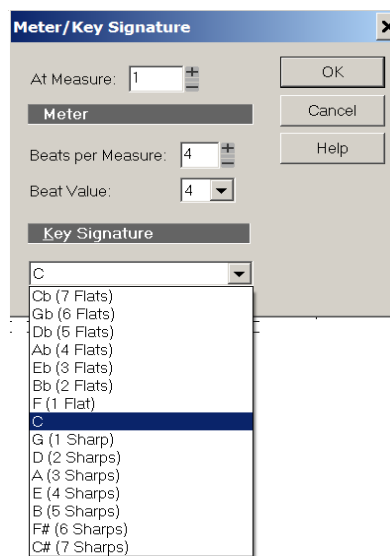 Meter/Key Signature
At Measure: 1
OK
Meter
Cancel
Beats per Measure: 4
Help
Beat Value: 4
Key Signature
C
Cb (7 Flats)
Gb (6 Flats)
Db (5 Flats)
Ab (4 Flats)
Eb (3 Flats)
Bb (2 Flats)
F (1 Flat)
C
G (1 Sharp)
D (2 Sharps)
A (3 Sharps)
E (4 Sharps)
B (5 Sharps)
F# (6 Sharps)
C# (7 Sharps)